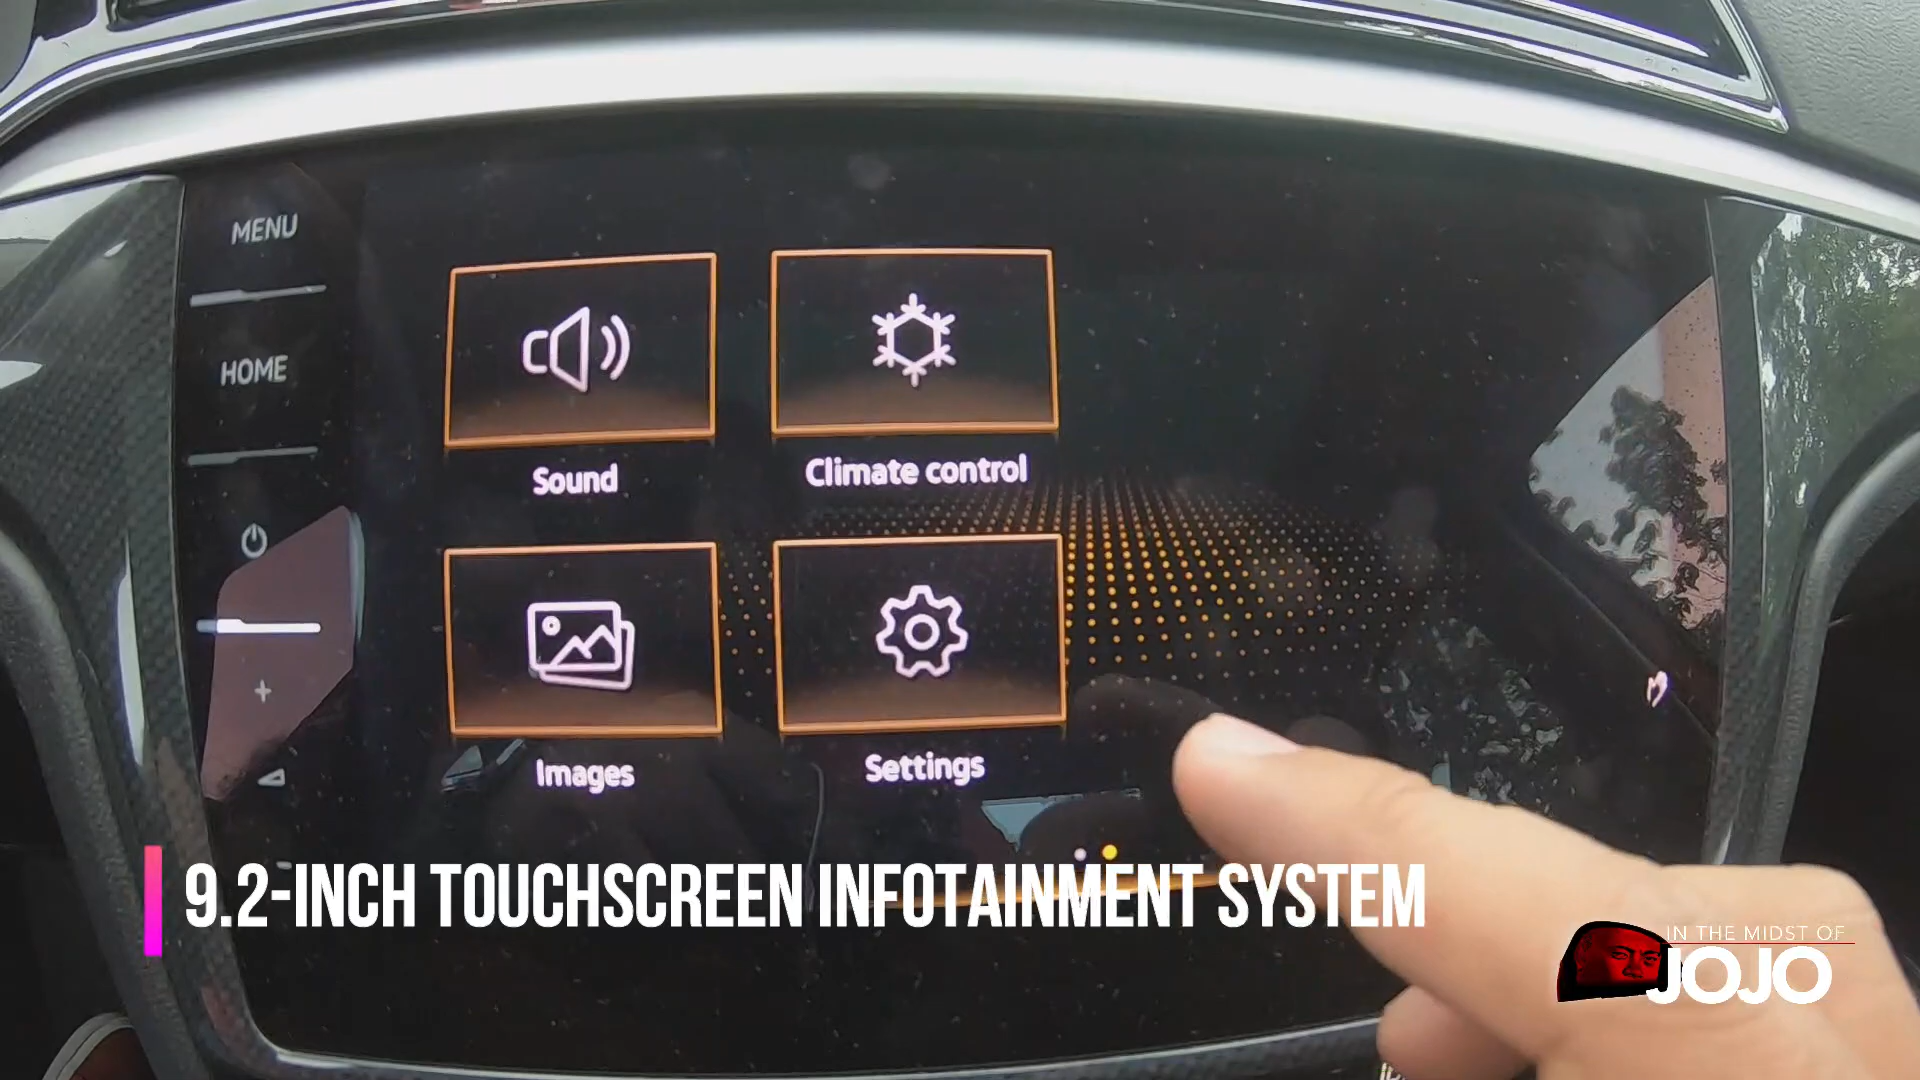 MENU
HOME
Sound
Climate control
Images
Settings
9.2-INCH TOUCHSCREEN INFOTAINMENT SYSTEM
IN THE MIDST OF
JOJO